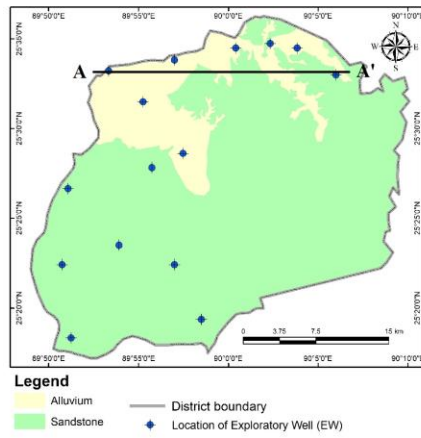 89°50'0"E 89°55'0"E 90°0'0"E 90°5'0"E 90°10'0"E
25°35'0"N
25°35'0"N
N
W E
S
A A'
25°30'0"N
25°30'0"N
25°25'0"N
25°25'0"N
25°20'0"N
25°20'0"N
0 3.75 7.5 15 km
89°50'0"E 89°55'0"E 90°0'0"E 90°5'0"E 90°10'0"E
Legend
Alluvium
District boundary
Sandstone
Location of Exploratory Well (EW)